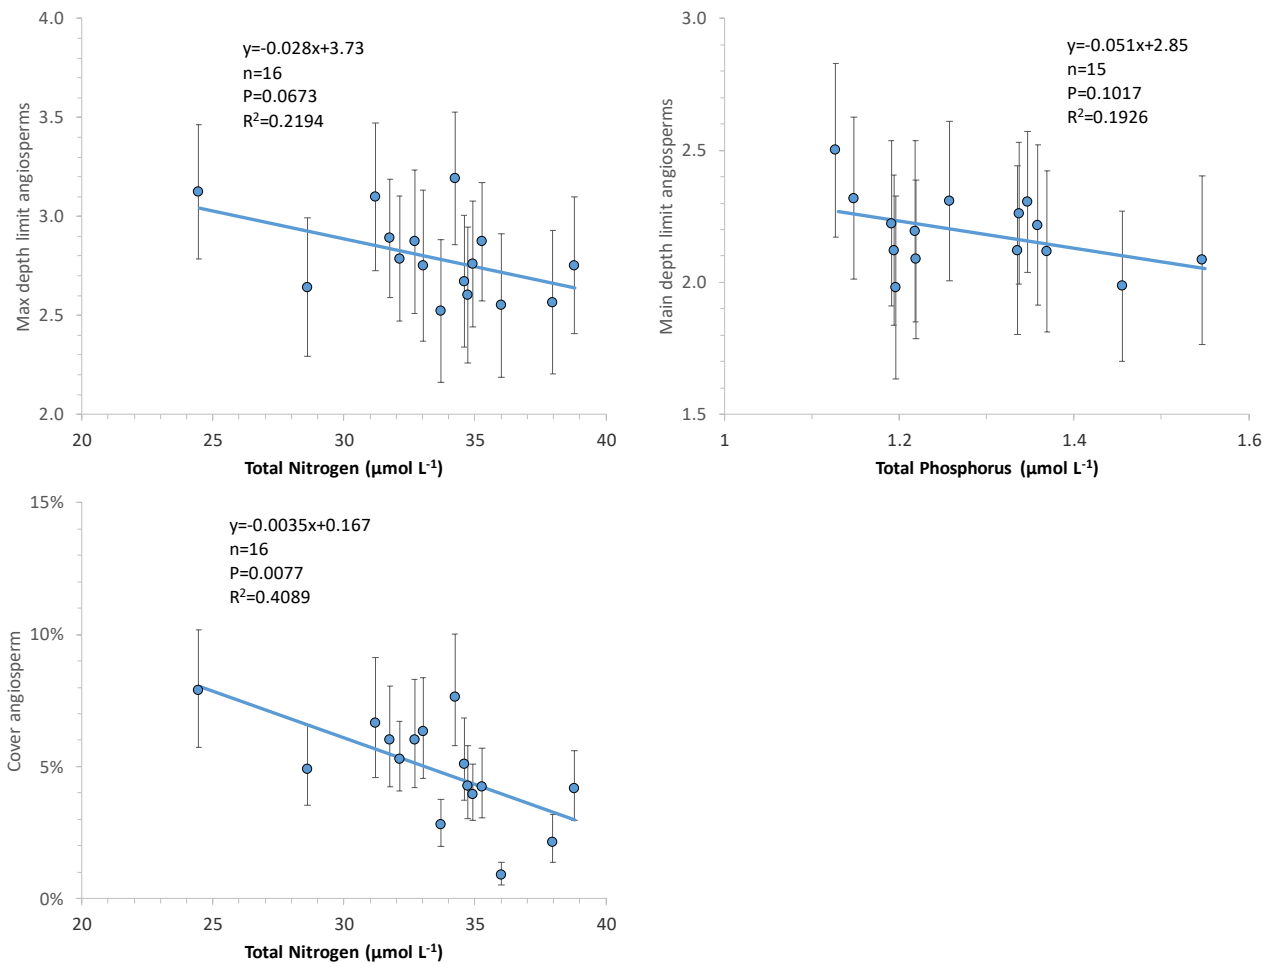 4.0
3.5
3.0
2.5
2.0
Max depth limit angiosperms
y=-0.028x+3.73
n=16
P=0.0673
R²=0.2194
20 25 30 35 40
Total Nitrogen (μmol L⁻¹)
3.0
2.5
2.0
1.5
Main depth limit angiosperms
y=-0.051x+2.85
n=15
P=0.1017
R²=0.1926
1 1.2 1.4 1.6
Total Phosphorus (μmol L⁻¹)
15%
10%
5%
0%
Cover angiosperm
y=-0.0035x+0.167
n=16
P=0.0077
R²=0.4089
20 25 30 35 40
Total Nitrogen (μmol L⁻¹)